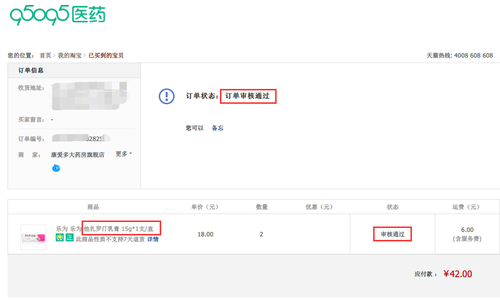 95095医药
您的位置： 首页 > 我的淘宝 > 已买到的宝贝
天猫热线: 4008 608 608
订单信息
收货地址：
买家留言： -
订单编号： 2821
商 家： 康爱多大药房旗舰店 更多
订单状态： 订单审核通过
您可以 备忘
商品 单价（元） 数量 优惠（元） 状态 运费（元）
乐为 乐为 他扎罗汀乳膏 15g*1支/盒
此商品性质不支持7天退货 详情
18.00 2 审核通过 6.00
(含服务费)
应付款： ¥42.00